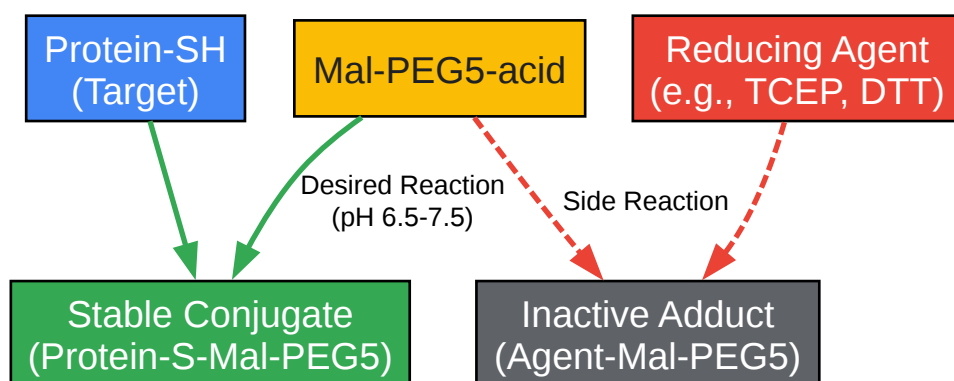 Protein-SH
(Target)
Mal-PEG5-acid
Reducing Agent
(e.g., TCEP, DTT)
Desired Reaction
(pH 6.5-7.5)
Side Reaction
Stable Conjugate
(Protein-S-Mal-PEG5)
Inactive Adduct
(Agent-Mal-PEG5)